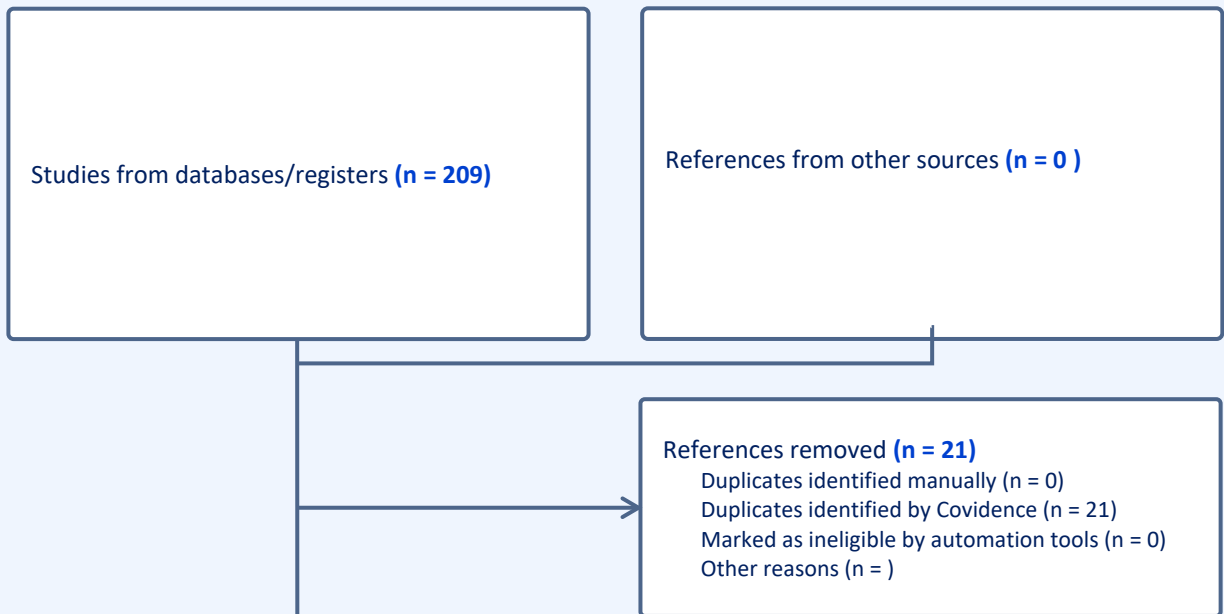 Studies from databases/registers (n = 209)
References from other sources (n = 0 )
References removed (n = 21)
Duplicates identified manually (n = 0)
Duplicates identified by Covidence (n = 21)
Marked as ineligible by automation tools (n = 0)
Other reasons (n = )